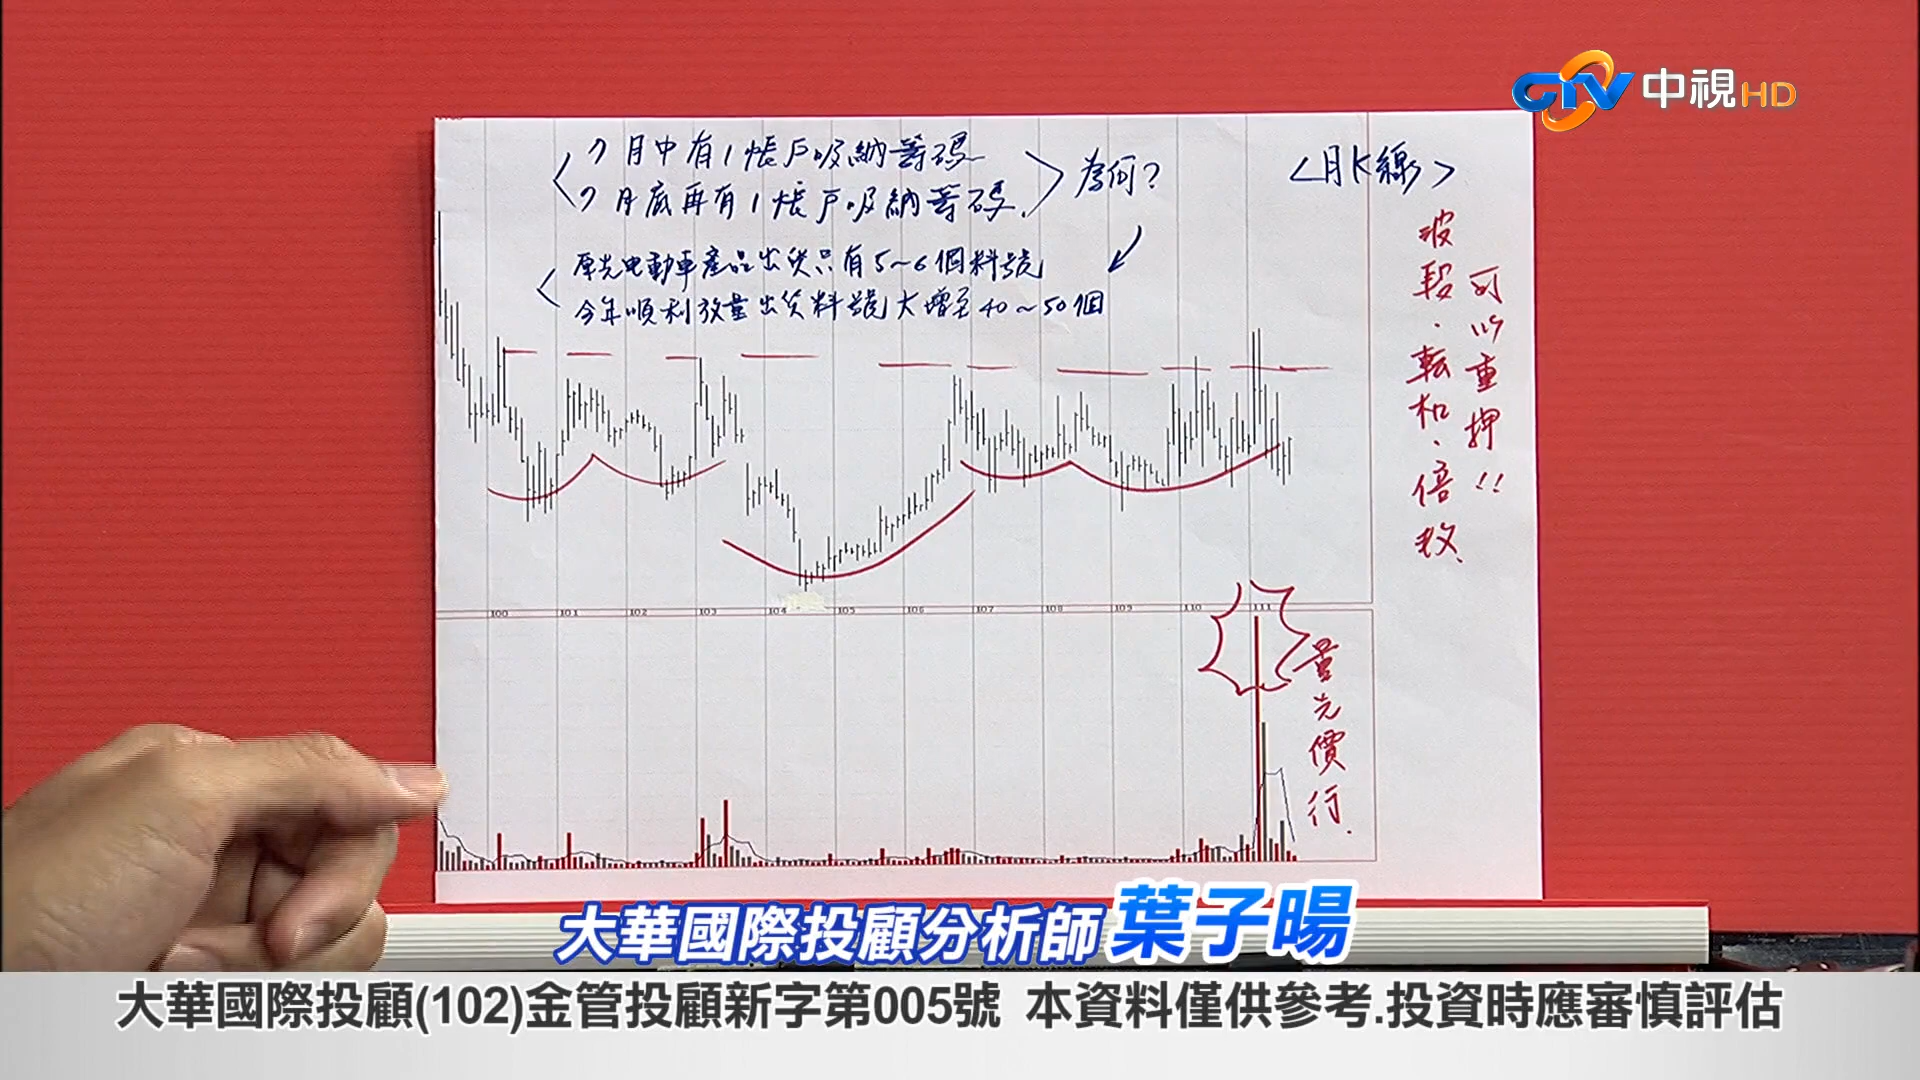 CTV 中視HD
7月中有1帳戶吸納籌碼
7月底再有1帳戶吸納籌碼.
為何?
<月K線>
原先電動車產品出貨只有5~6個料號
今年順利放量出貨料號大增至40~50個
波段.転机.倍数.
可以重押!!
100 101 102 103 104 105 106 107 108 109 110 111
量先價行.
大華國際投顧分析師 葉子暘
大華國際投顧(102)金管投顧新字第005號 本資料僅供參考.投資時應審慎評估